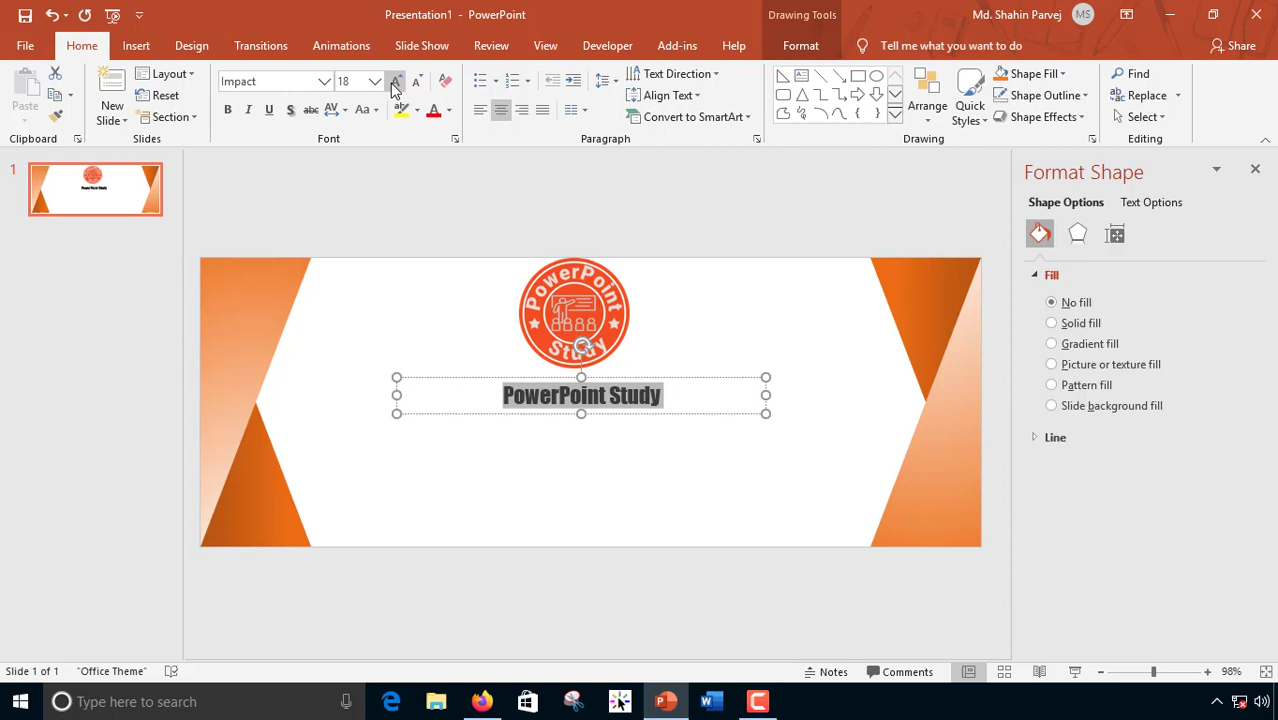 Presentation1 - PowerPoint
Drawing Tools
Md. Shahin Parvej
MS
File
Home
Insert
Design
Transitions
Animations
Slide Show
Review
View
Developer
Add-ins
Help
Format
Tell me what you want to do
Share
Paste
Clipboard
New
Slide
Layout
Reset
Section
Slides
Impact
18
Font
Text Direction
Align Text
Convert to SmartArt
Paragraph
Arrange
Quick
Styles
Shape Fill
Shape Outline
Shape Effects
Drawing
Find
Replace
Select
Editing
1
PowerPoint
Study
PowerPoint Study
Format Shape
Shape Options
Text Options
Fill
No fill
Solid fill
Gradient fill
Picture or texture fill
Pattern fill
Slide background fill
Line
Slide 1 of 1
"Office Theme"
Notes
Comments
98%
Type here to search